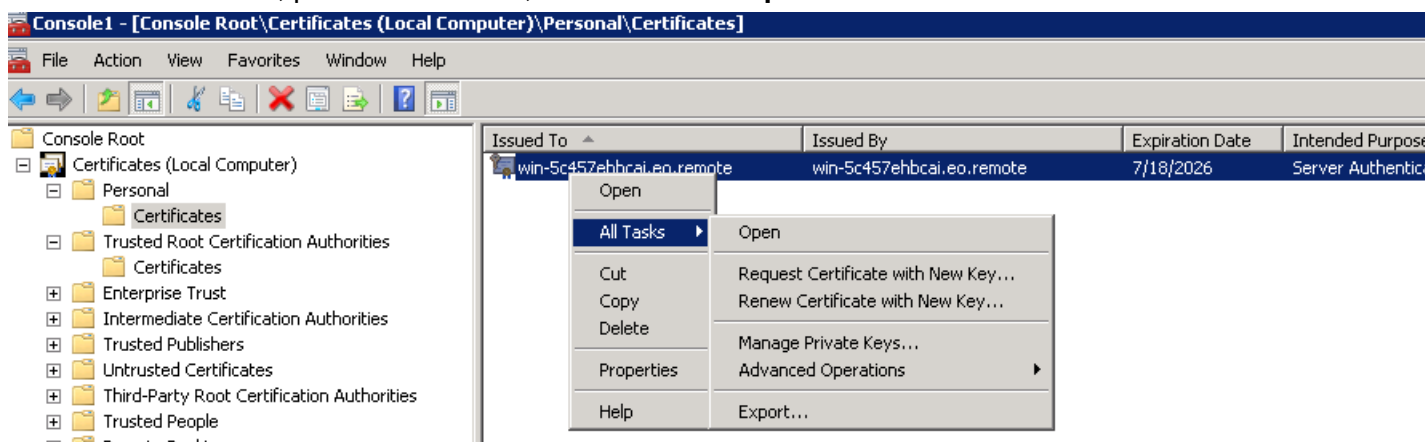 Console1 - [Console Root\Certificates (Local Computer)\Personal\Certificates]
File Action View Favorites Window Help
Console Root
Certificates (Local Computer)
Personal
Certificates
Trusted Root Certification Authorities
Certificates
Enterprise Trust
Intermediate Certification Authorities
Trusted Publishers
Untrusted Certificates
Third-Party Root Certification Authorities
Trusted People
Issued To Issued By Expiration Date Intended Purpose
win-5c457ehbcai.eo.remote win-5c457ehbcai.eo.remote 7/18/2026 Server Authentica
Open
All Tasks
Cut
Copy
Delete
Properties
Help
Open
Request Certificate with New Key...
Renew Certificate with New Key...
Manage Private Keys...
Advanced Operations
Export...